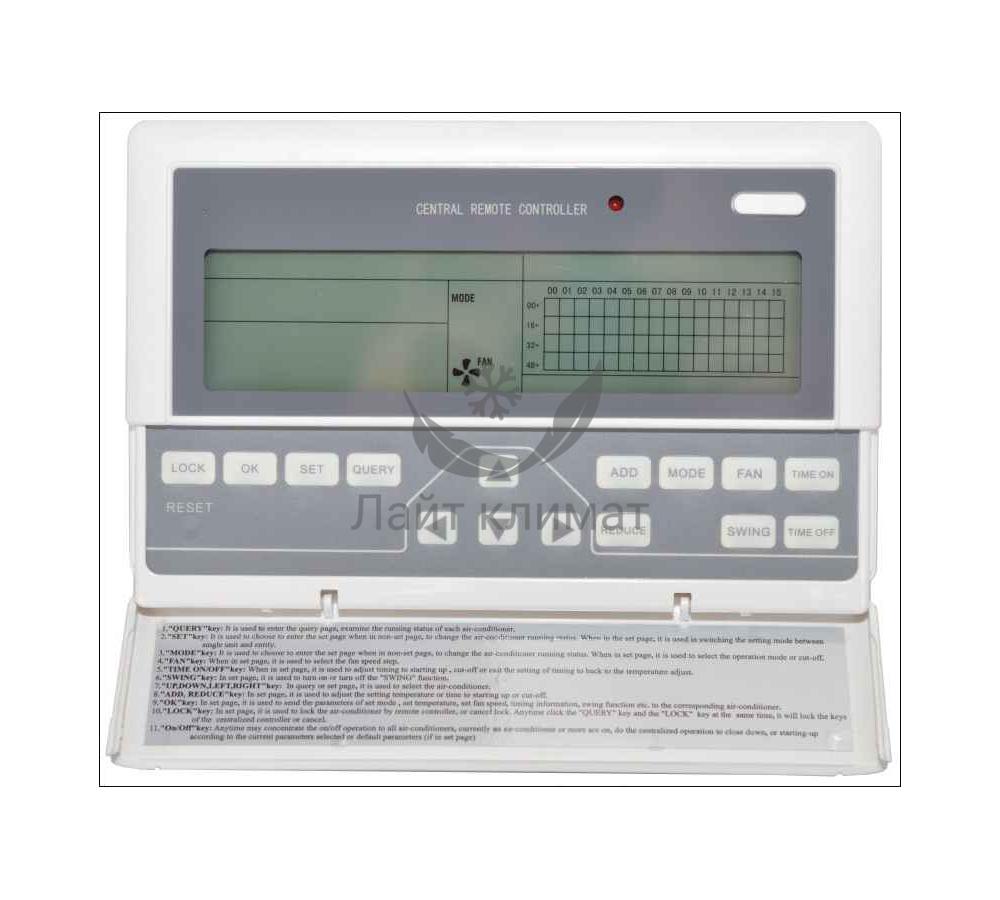 CENTRAL REMOTE CONTROLLER
MODE
FAN
00 01 02 03 04 05 06 07 08 09 10 11 12 13 14 15
00+
16+
32+
48+
LOCK OK SET QUERY
ADD MODE FAN TIME ON
RESET
Лайт климат
REDUCE SWING TIME OFF
1."QUERY"key: It is used to enter the query page, examine the running status of each air-conditioner.
2."SET"key: It is used to choose to enter the set page when in non-set page, to change the air-conditioner running status. When in the set page, it is used in switching the setting mode between
single unit and entity.
3."MODE"key: It is used to choose to enter the set page when in non-set page, to change the air-conditioner running status. When in set page, it is used to select the operation mode or cut-off.
4."FAN"key: When in set page, it is used to select the fan speed step.
5."TIME ON/OFF"key: When in set page, it is used to adjust timing to starting up , cut-off or exit the setting of timing to back to the temperature adjust.
6."SWING"key: In set page, it is used to turn on or turn off the "SWING" function.
7."UP,DOWN,LEFT,RIGHT"key: In query or set page, it is used to select the air-conditioner.
8."ADD, REDUCE"key: In set page, it is used to adjust the setting temperature or time to starting up or cut-off.
9."OK"key: In set page, it is used to send the parameters of set mode , set temperature, set fan speed, timing information, swing function etc. to the corresponding air-conditioner.
10."LOCK"key: In set page, it is used to lock the air-conditioner by remote controller, or cancel lock. Anytime click the "QUERY" key and the "LOCK" key at the same time, it will lock the keys
of the centralized controller or cancel.
11."On/Off"key: Anytime may concentrate the on/off operation to all air-conditioners, currently an air-conditioner or more are on, do the centralized operation to close down, or starting-up
according to the current parameters selected or default parameters (if in set page)